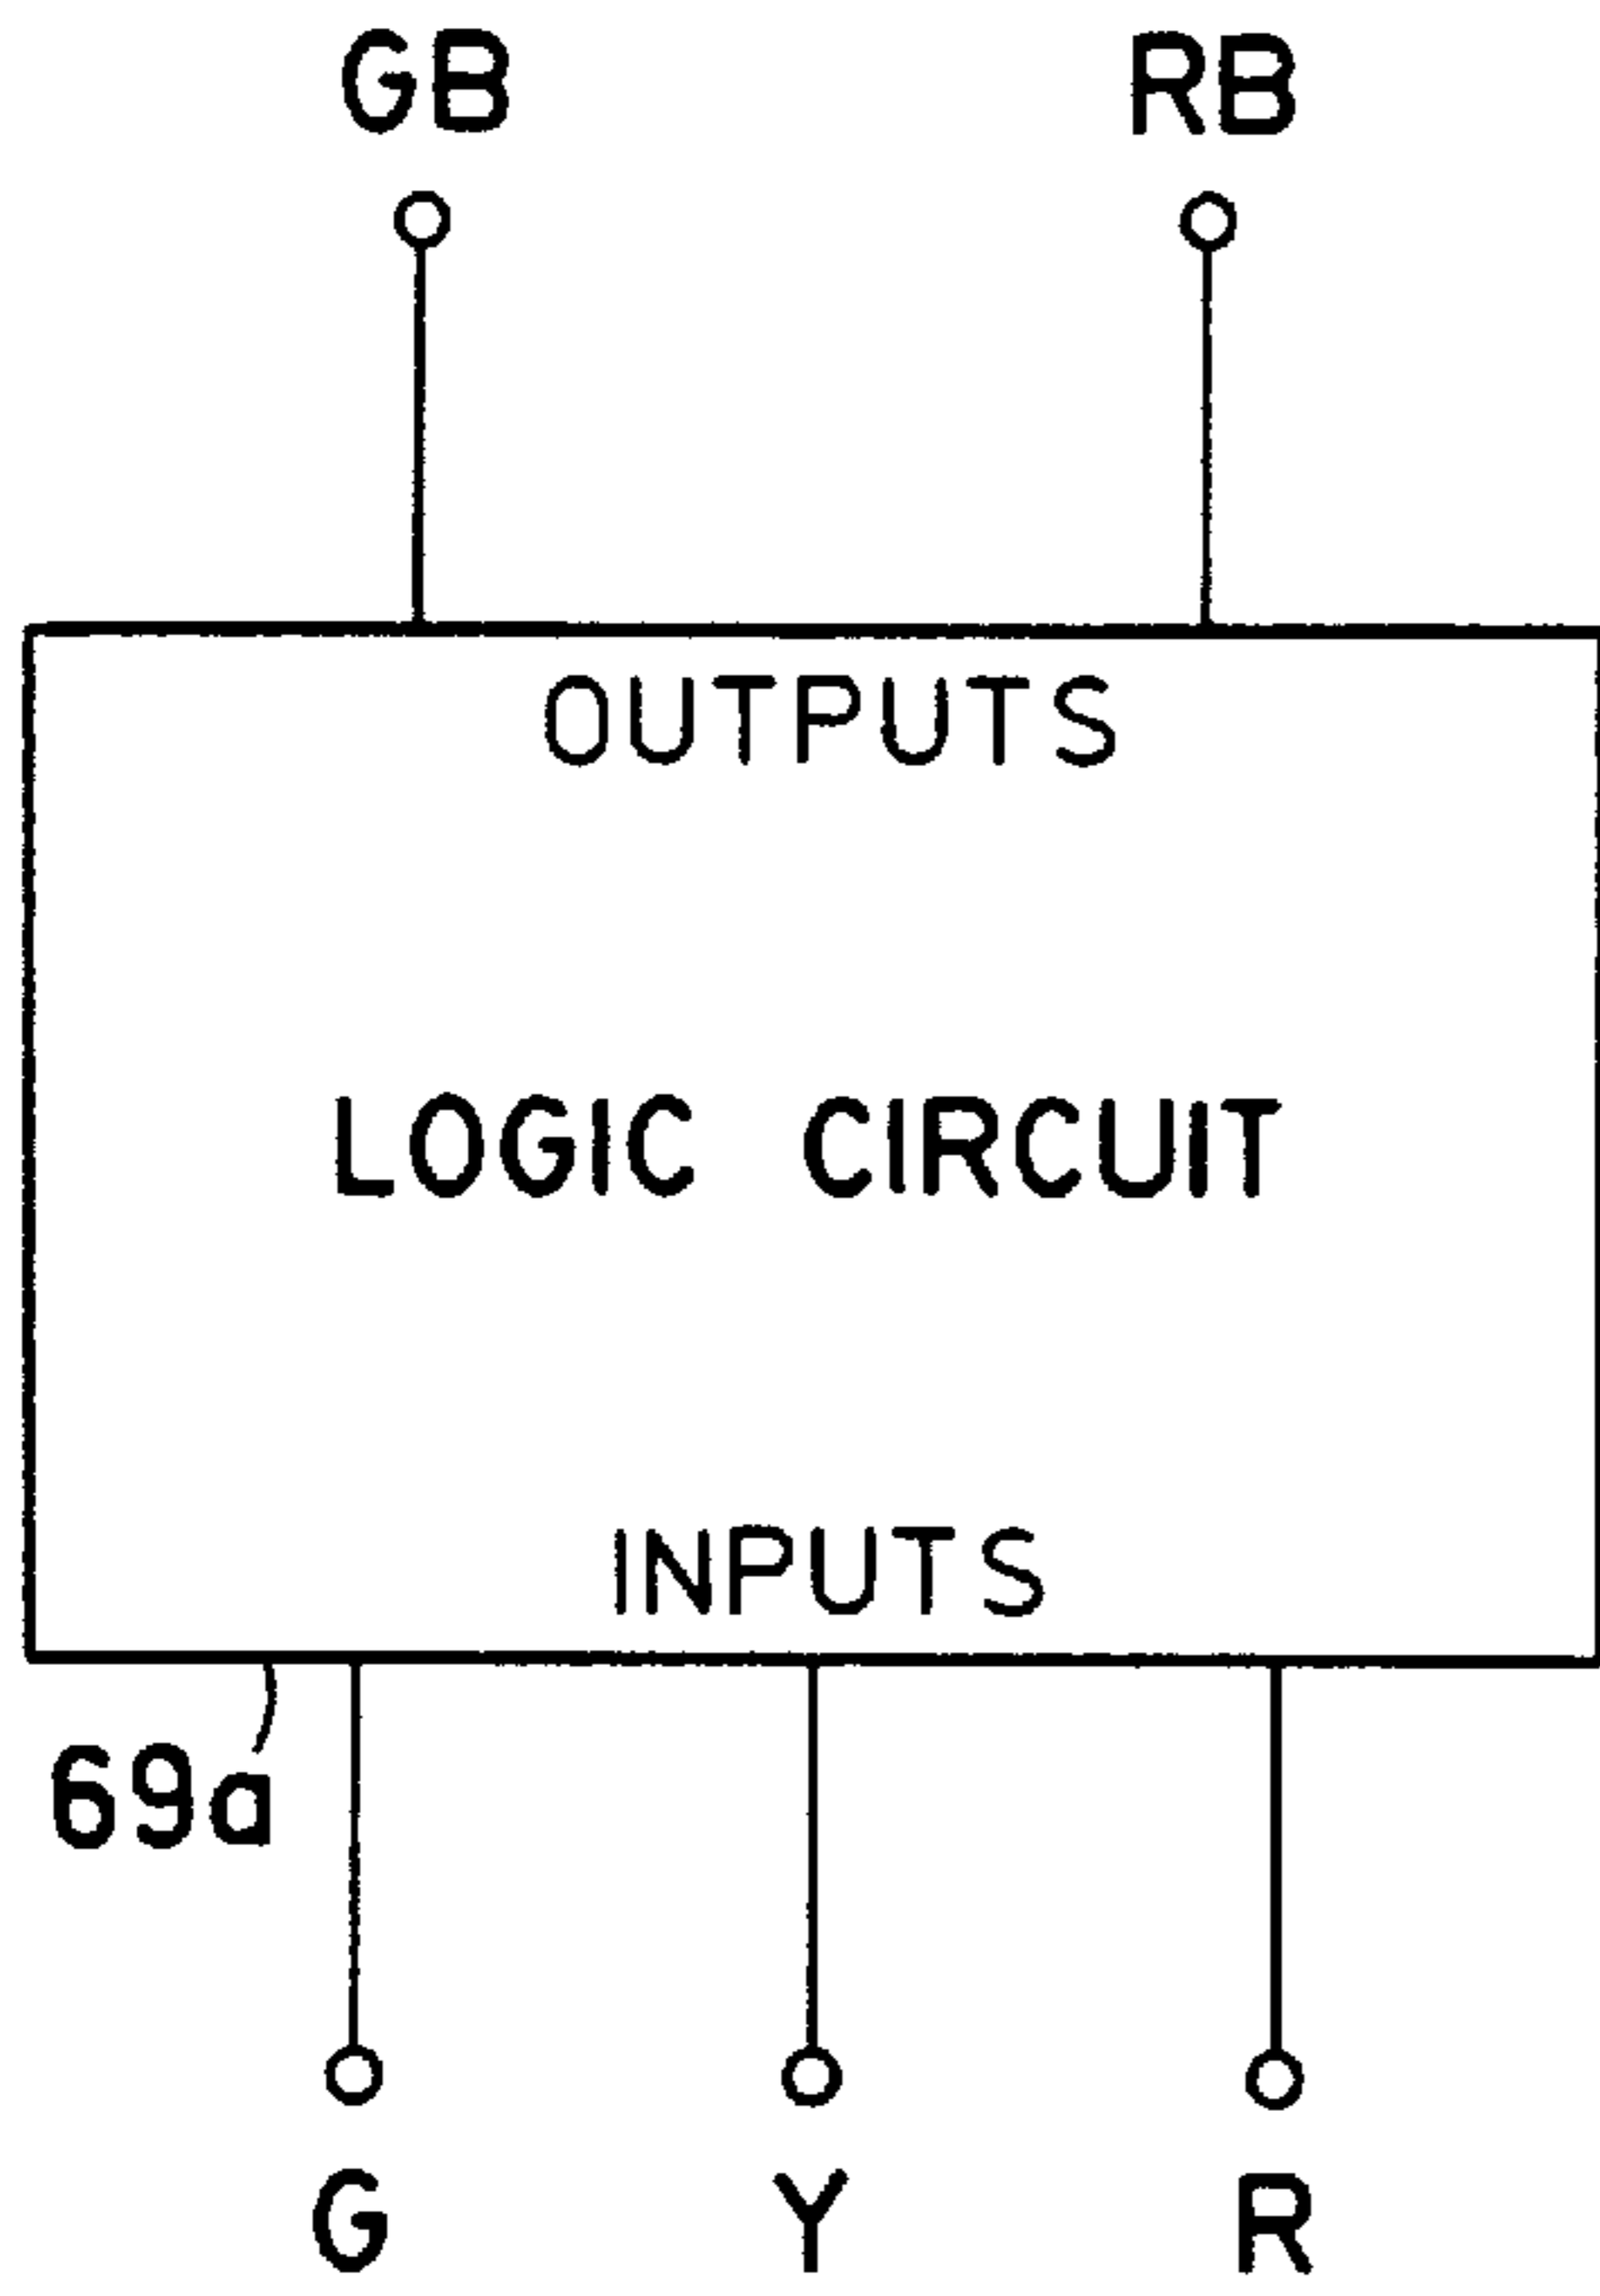 GB RB
OUTPUTS
LOGIC CIRCUIT
INPUTS
69a
G Y R